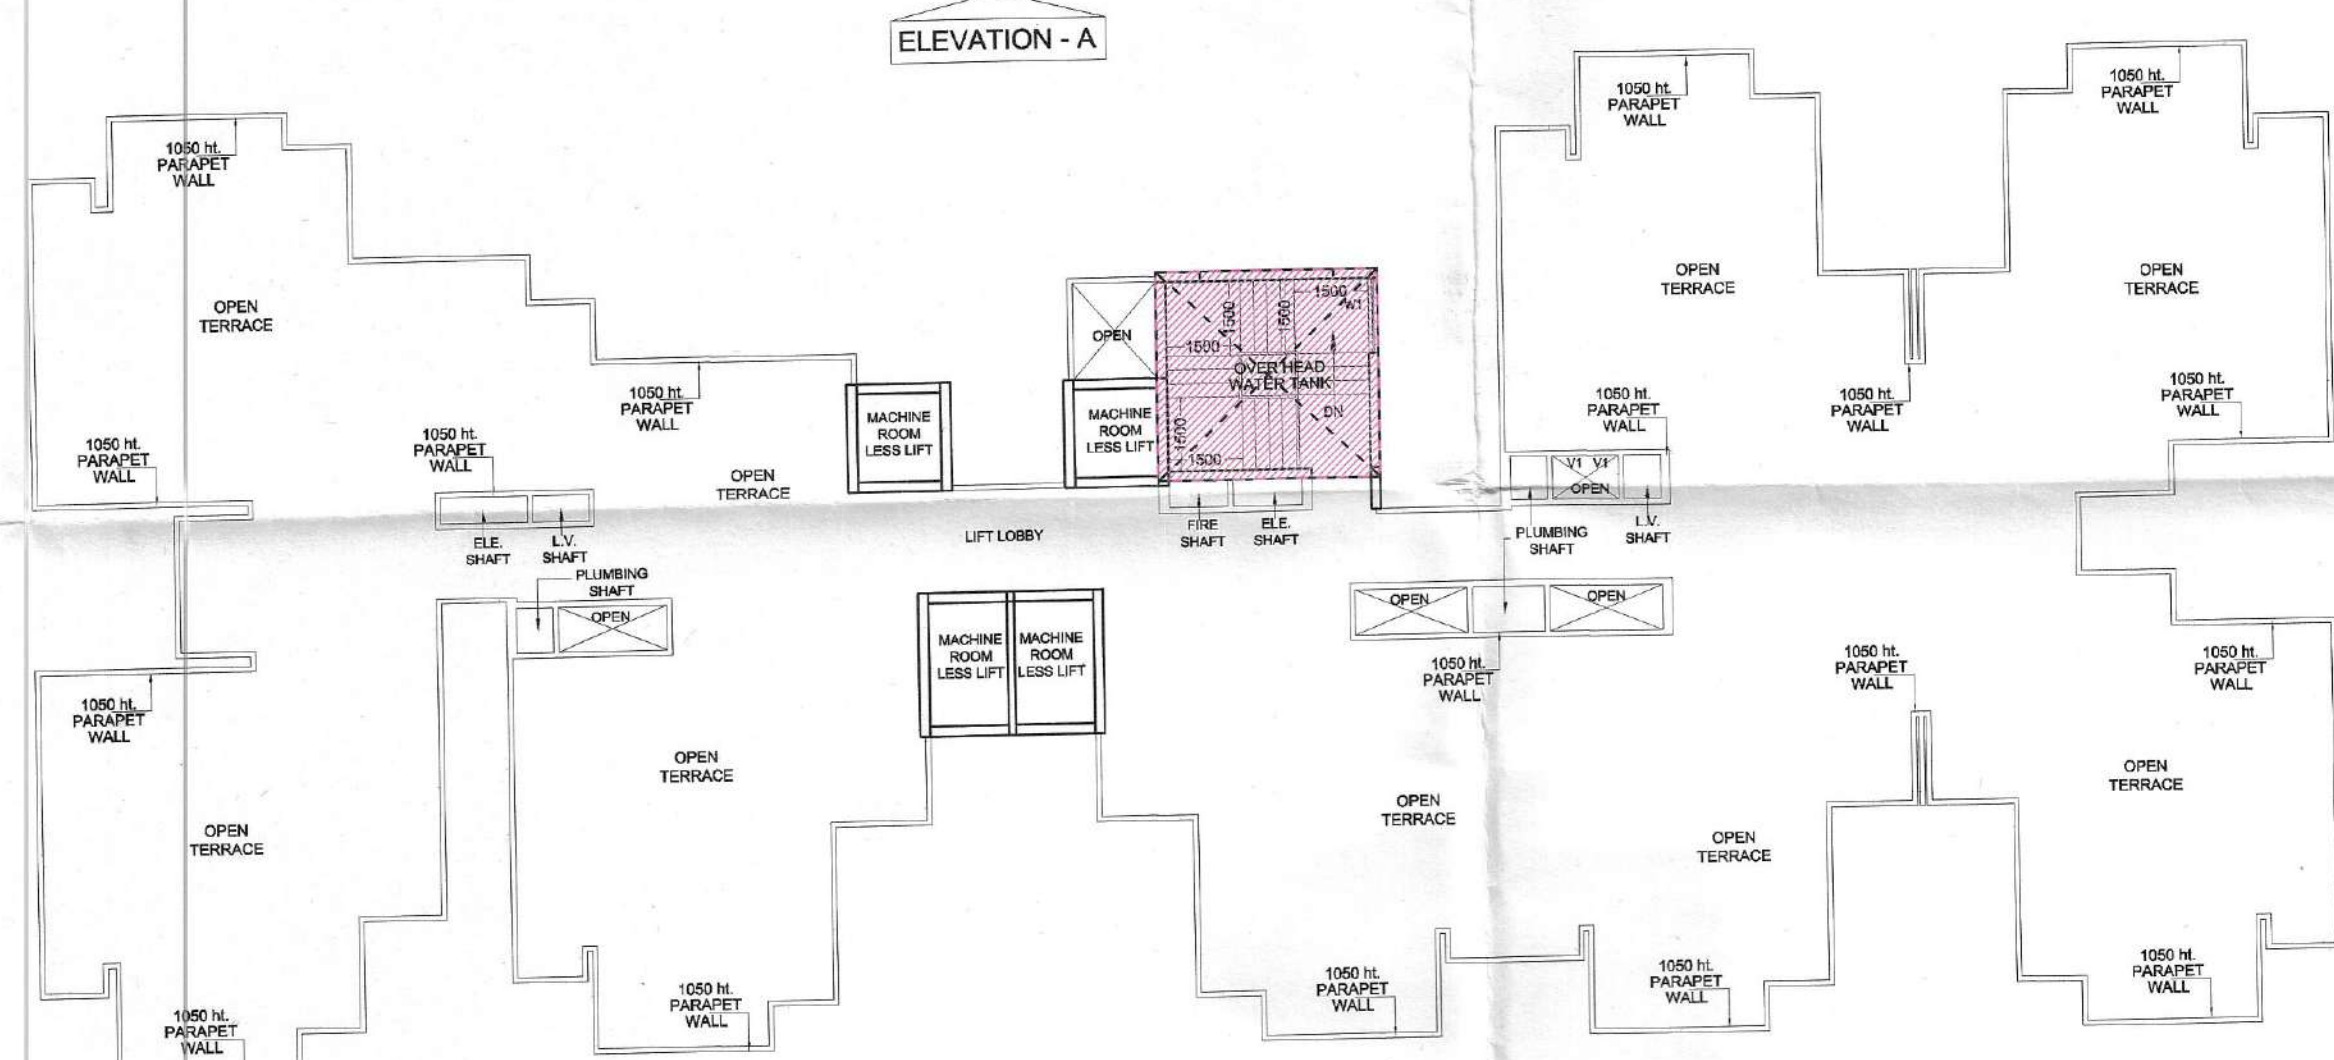 ELEVATION - A
1050 ht.
PARAPET
WALL
1050 ht.
PARAPET
WALL
1050 ht.
PARAPET
WALL
OPEN
TERRACE
OPEN
TERRACE
OPEN
TERRACE
OPEN
1500
1500
1500
W1
1500
OVER HEAD
WATER TANK
DN
1500
1500
1050 ht.
PARAPET
WALL
1050 ht.
PARAPET
WALL
1050 ht.
PARAPET
WALL
1050 ht.
PARAPET
WALL
1050 ht.
PARAPET
WALL
1050 ht.
PARAPET
WALL
MACHINE
ROOM
LESS LIFT
MACHINE
ROOM
LESS LIFT
OPEN
TERRACE
V1 V1
OPEN
ELE.
SHAFT
L.V.
SHAFT
LIFT LOBBY
FIRE
SHAFT
ELE.
SHAFT
PLUMBING
SHAFT
L.V.
SHAFT
PLUMBING
SHAFT
OPEN
OPEN
OPEN
MACHINE
ROOM
LESS LIFT
MACHINE
ROOM
LESS LIFT
1050 ht.
PARAPET
WALL
1050 ht.
PARAPET
WALL
1050 ht.
PARAPET
WALL
1050 ht.
PARAPET
WALL
OPEN
TERRACE
OPEN
TERRACE
OPEN
TERRACE
OPEN
TERRACE
OPEN
TERRACE
1050 ht.
PARAPET
WALL
1050 ht.
PARAPET
WALL
1050 ht.
PARAPET
WALL
1050 ht.
PARAPET
WALL
1050 ht.
PARAPET
WALL